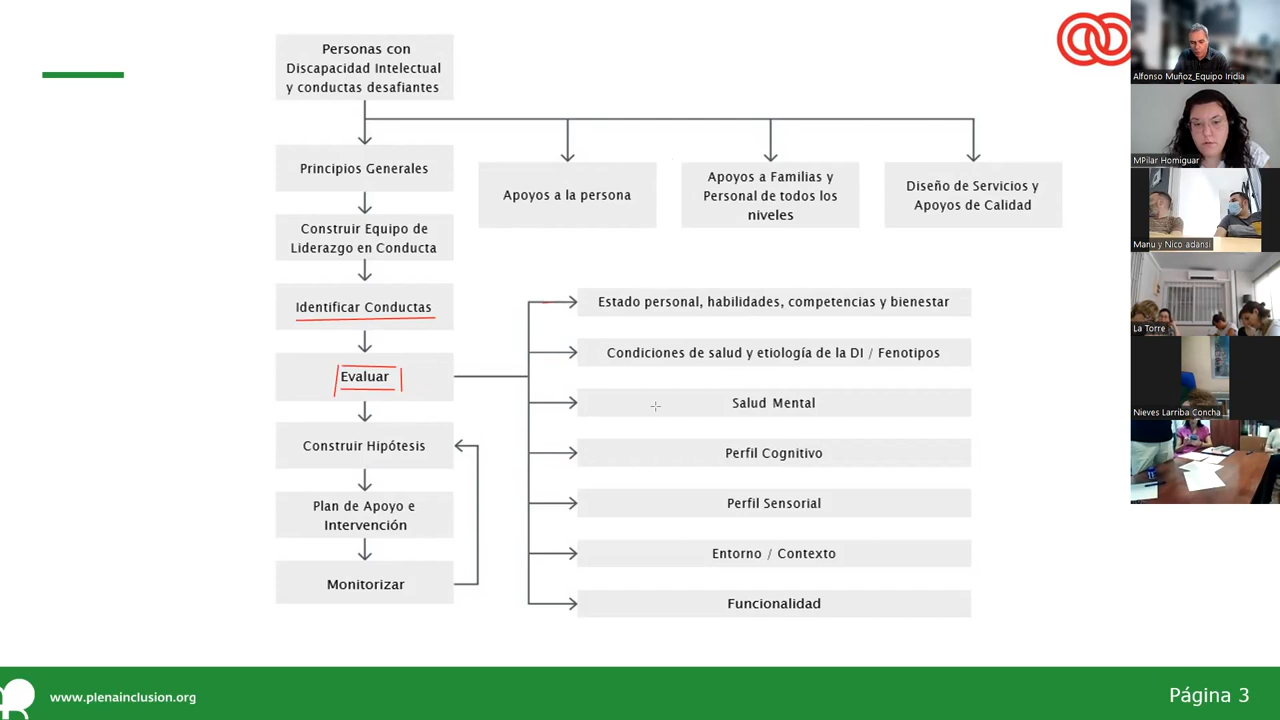 Personas con
Discapacidad Intelectual
y conductas desafiantes
Principios Generales
Apoyos a la persona
Apoyos a Familias y
Personal de todos los
niveles
Diseño de Servicios y
Apoyos de Calidad
Construir Equipo de
Liderazgo en Conducta
Identificar Conductas
Evaluar
Construir Hipótesis
Plan de Apoyo e
Intervención
Monitorizar
Estado personal, habilidades, competencias y bienestar
Condiciones de salud y etiología de la DI / Fenotipos
Salud Mental
Perfil Cognitivo
Perfil Sensorial
Entorno / Contexto
Funcionalidad
Alfonso Muñoz_Equipo Iridia
MPilar Horniguar
Manu y Nico adansi
La Torre
Nieves Larriba Concha
www.plenainclusion.org
Página 3